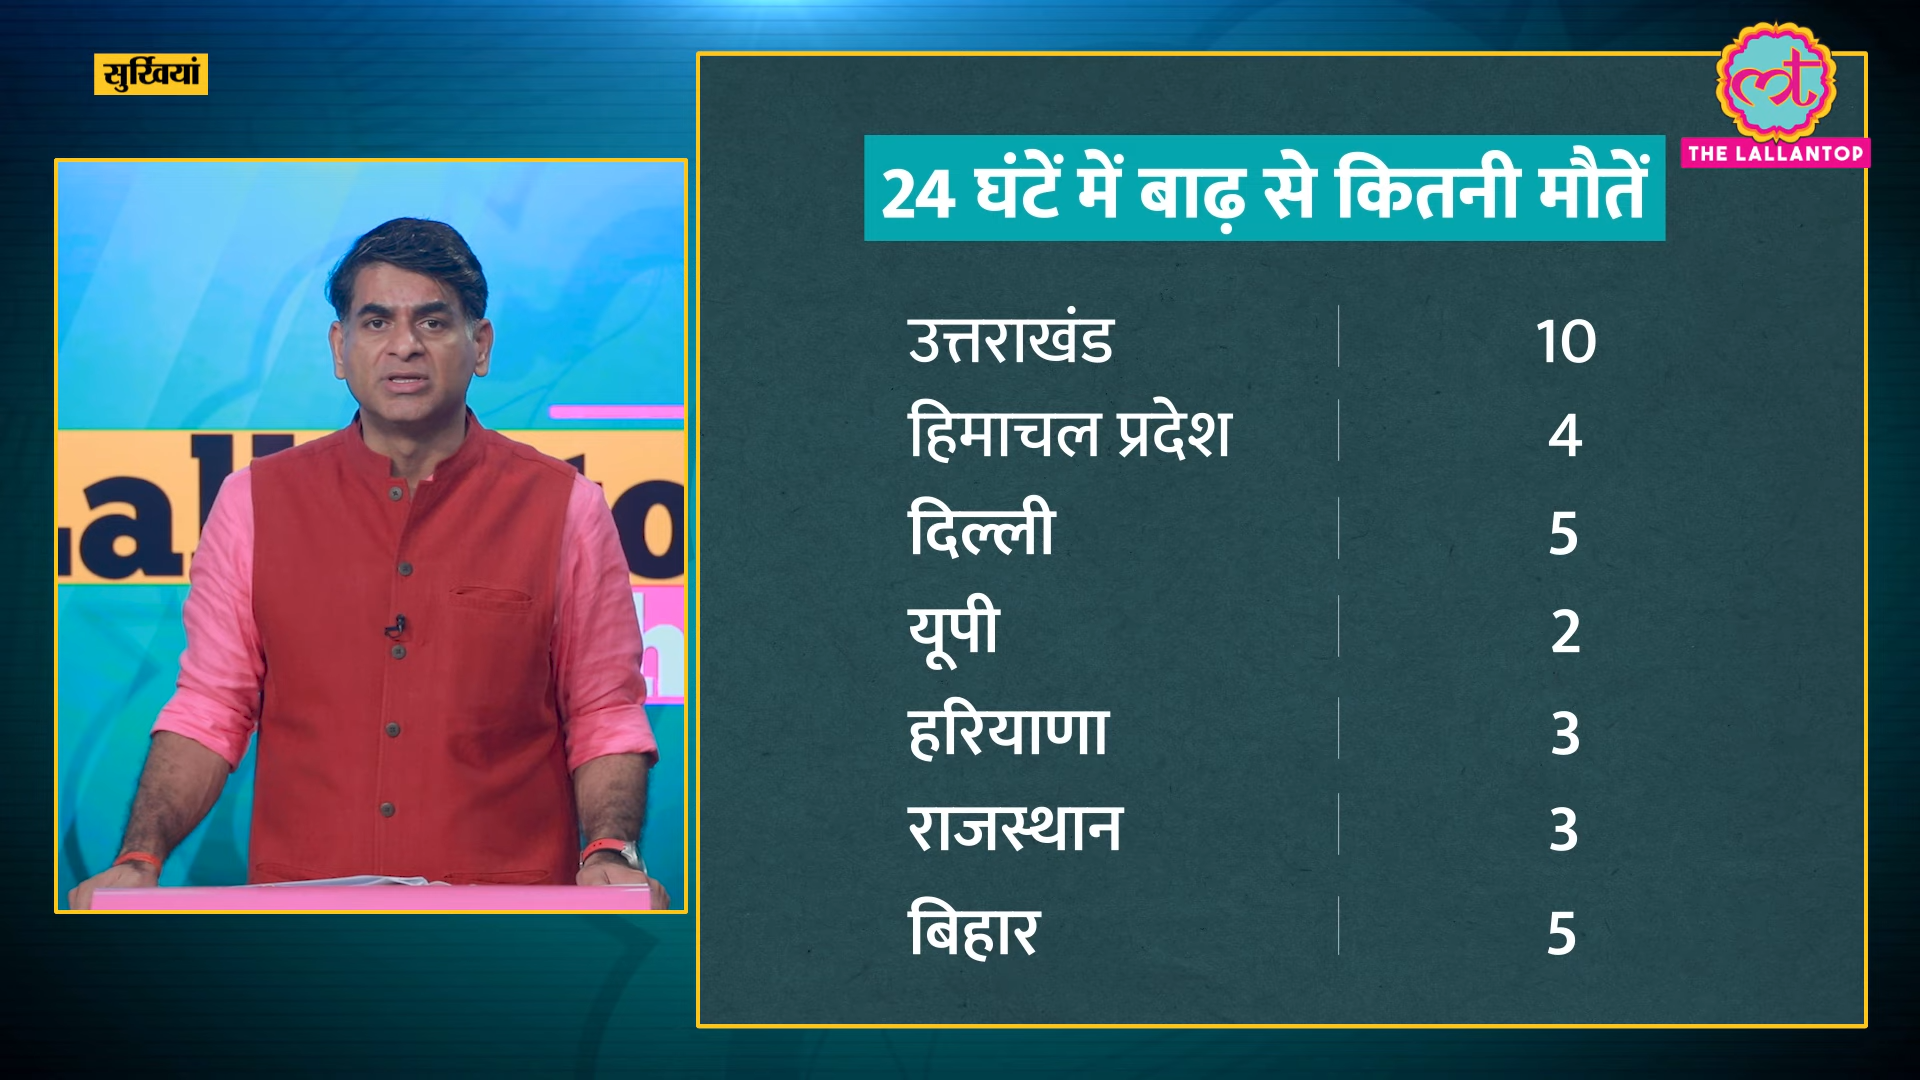 सुर्खियां
THE LALLANTOP
24 घंटें में बाढ़ से कितनी मौतें
उत्तराखंड 10
हिमाचल प्रदेश 4
दिल्ली 5
यूपी 2
हरियाणा 3
राजस्थान 3
बिहार 5